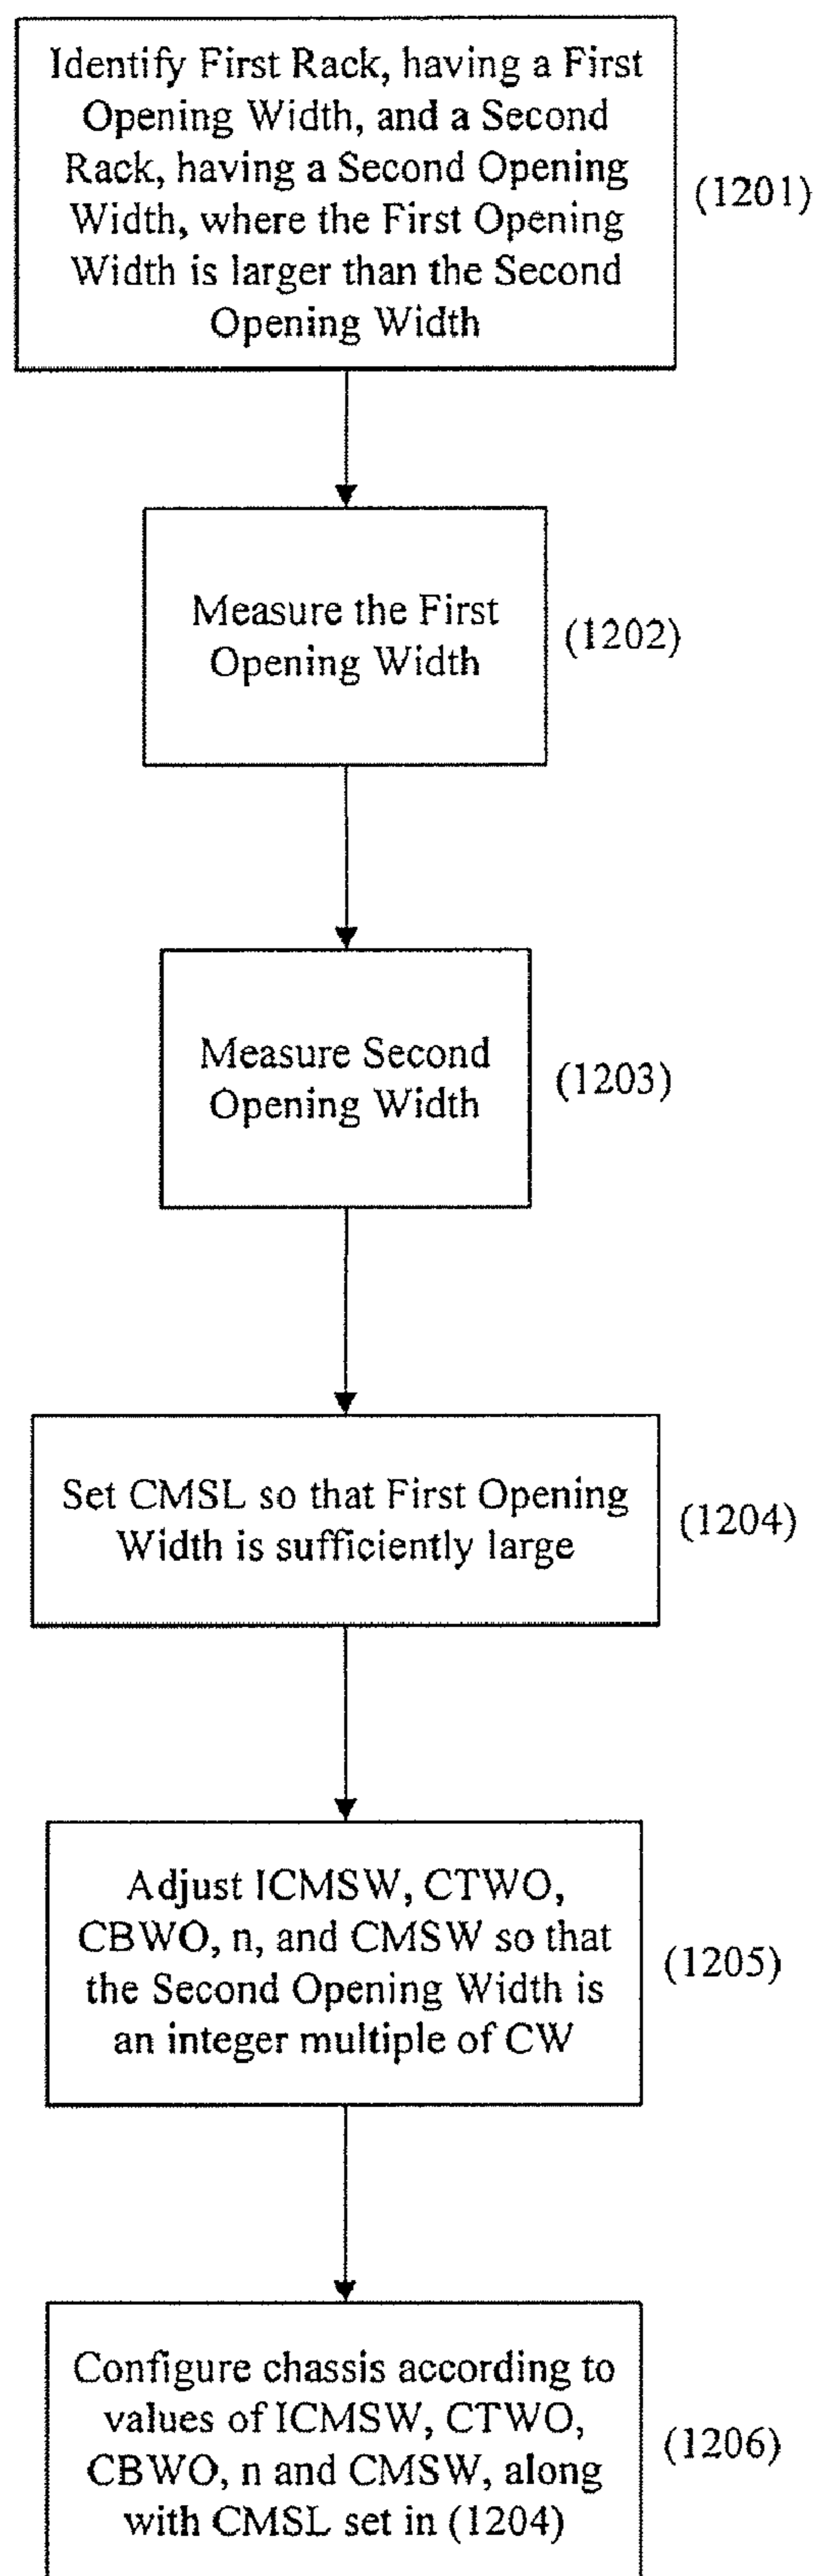 Identify First Rack, having a First
Opening Width, and a Second
Rack, having a Second Opening
Width, where the First Opening
Width is larger than the Second
Opening Width
(1201)
Measure the First
Opening Width
(1202)
Measure Second
Opening Width
(1203)
Set CMSL so that First Opening
Width is sufficiently large
(1204)
Adjust ICMSW, CTWO,
CBWO, n, and CMSW so that
the Second Opening Width is
an integer multiple of CW
(1205)
Configure chassis according to
values of ICMSW, CTWO,
CBWO, n and CMSW, along
with CMSL set in (1204)
(1206)